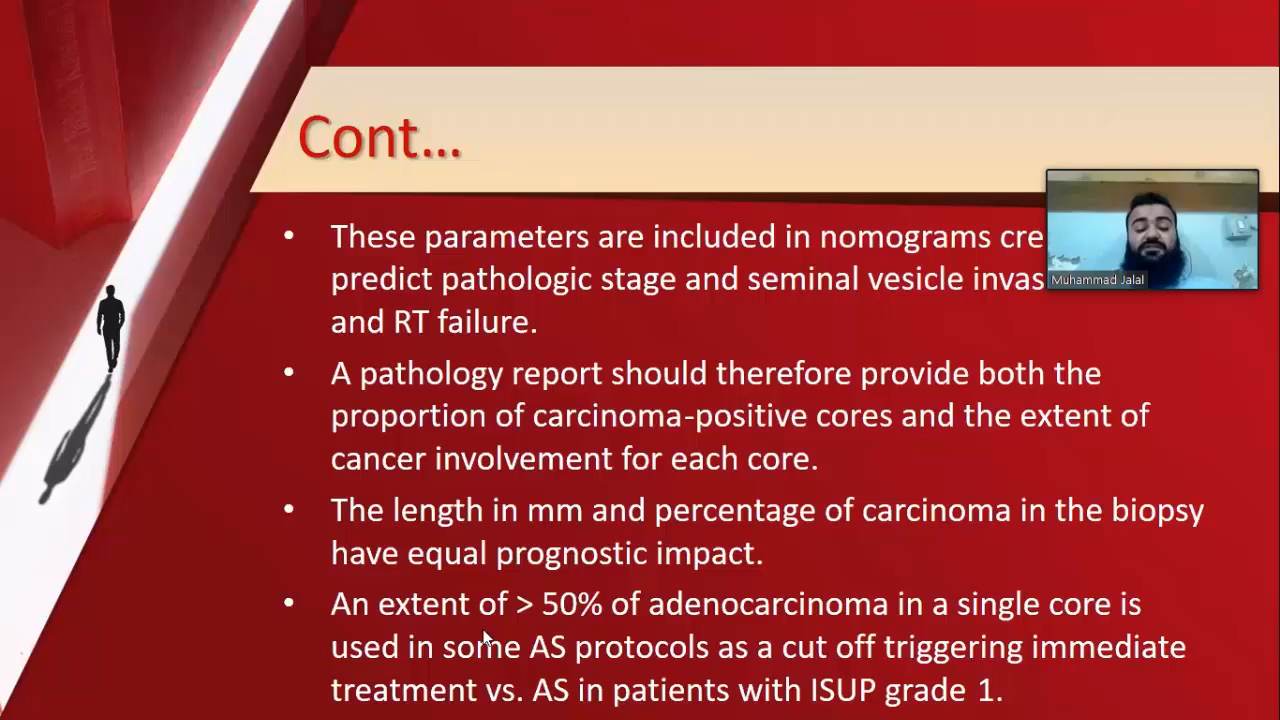 Cont...
• These parameters are included in nomograms
predict pathologic stage and seminal vesicle
and RT failure.
• A pathology report should therefore provide both the
proportion of carcinoma-positive cores and the extent of
cancer involvement for each core.
• The length in mm and percentage of carcinoma in the biopsy
have equal prognostic impact.
• An extent of > 50% of adenocarcinoma in a single core is
used in some AS protocols as a cut off triggering immediate
treatment vs. AS in patients with ISUP grade 1.
Muhammad Jalal